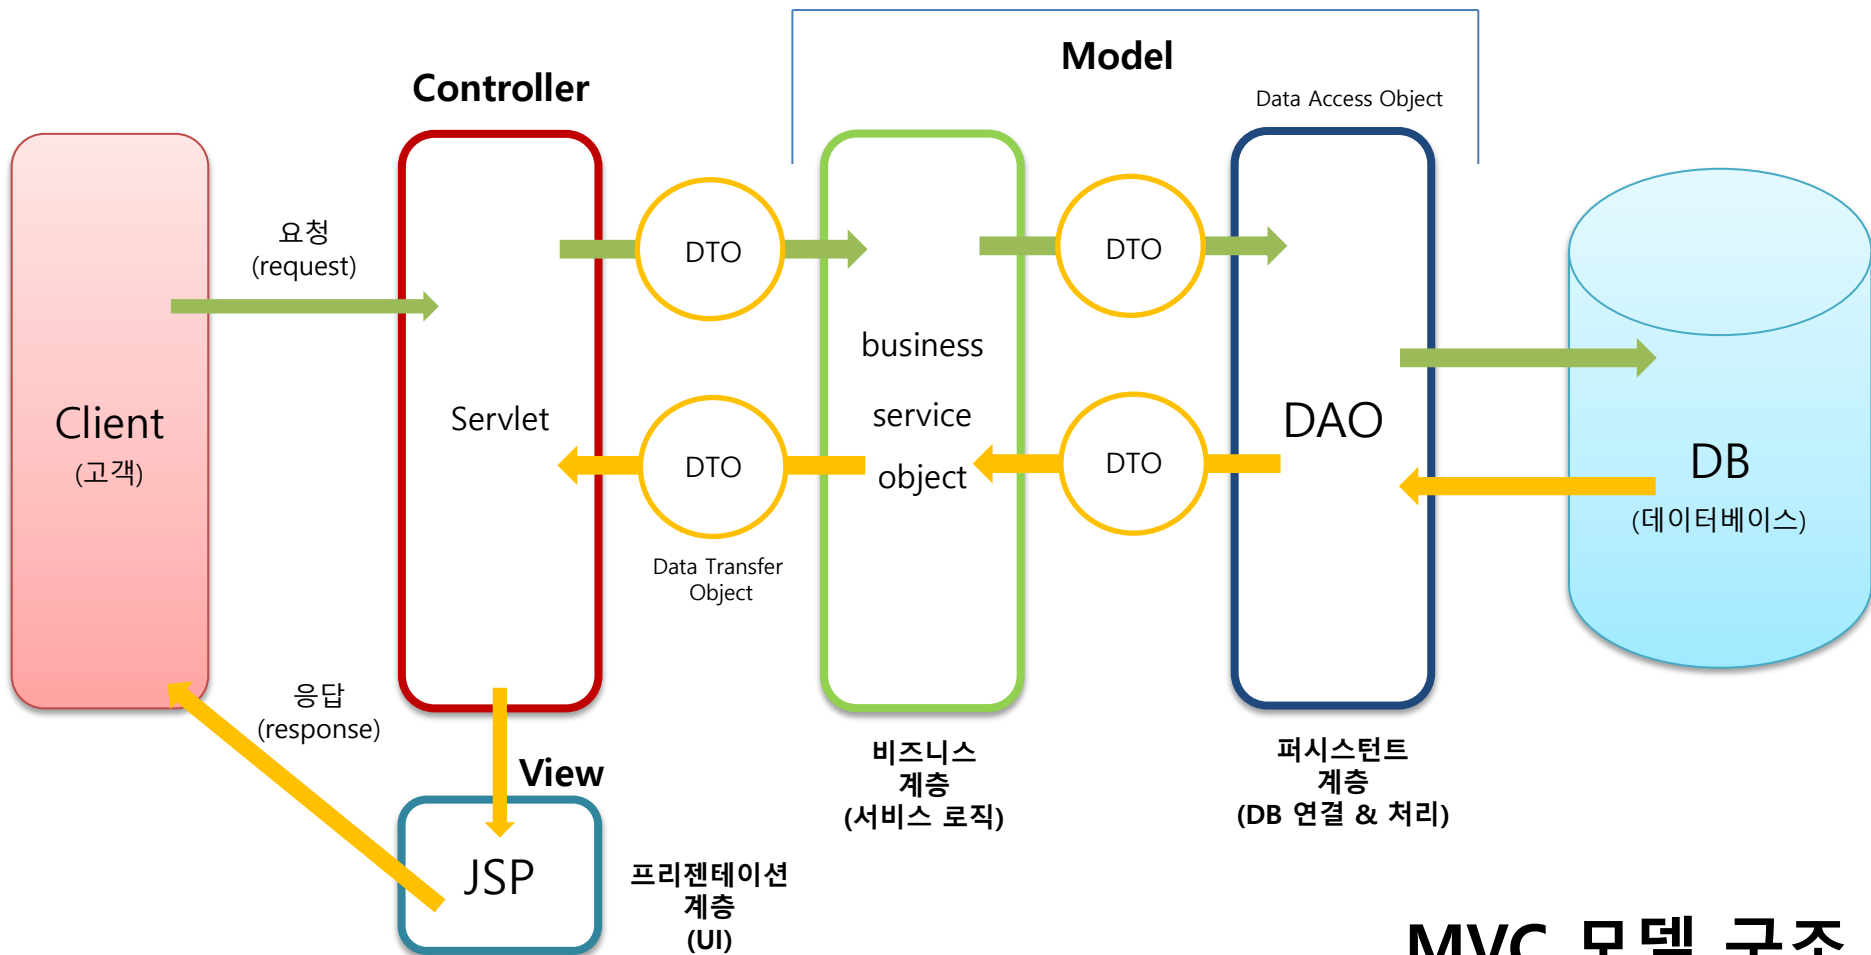 Model
Controller
Data Access Object
요청
(request)
DTO
DTO
business
service
object
Servlet
DTO
DTO
DAO
Client
(고객)
DB
(데이터베이스)
Data Transfer
Object
응답
(response)
View
JSP
프리젠테이션
계층
(UI)
비즈니스
계층
(서비스 로직)
퍼시스턴트
계층
(DB 연결 & 처리)
MVC 모델 구조